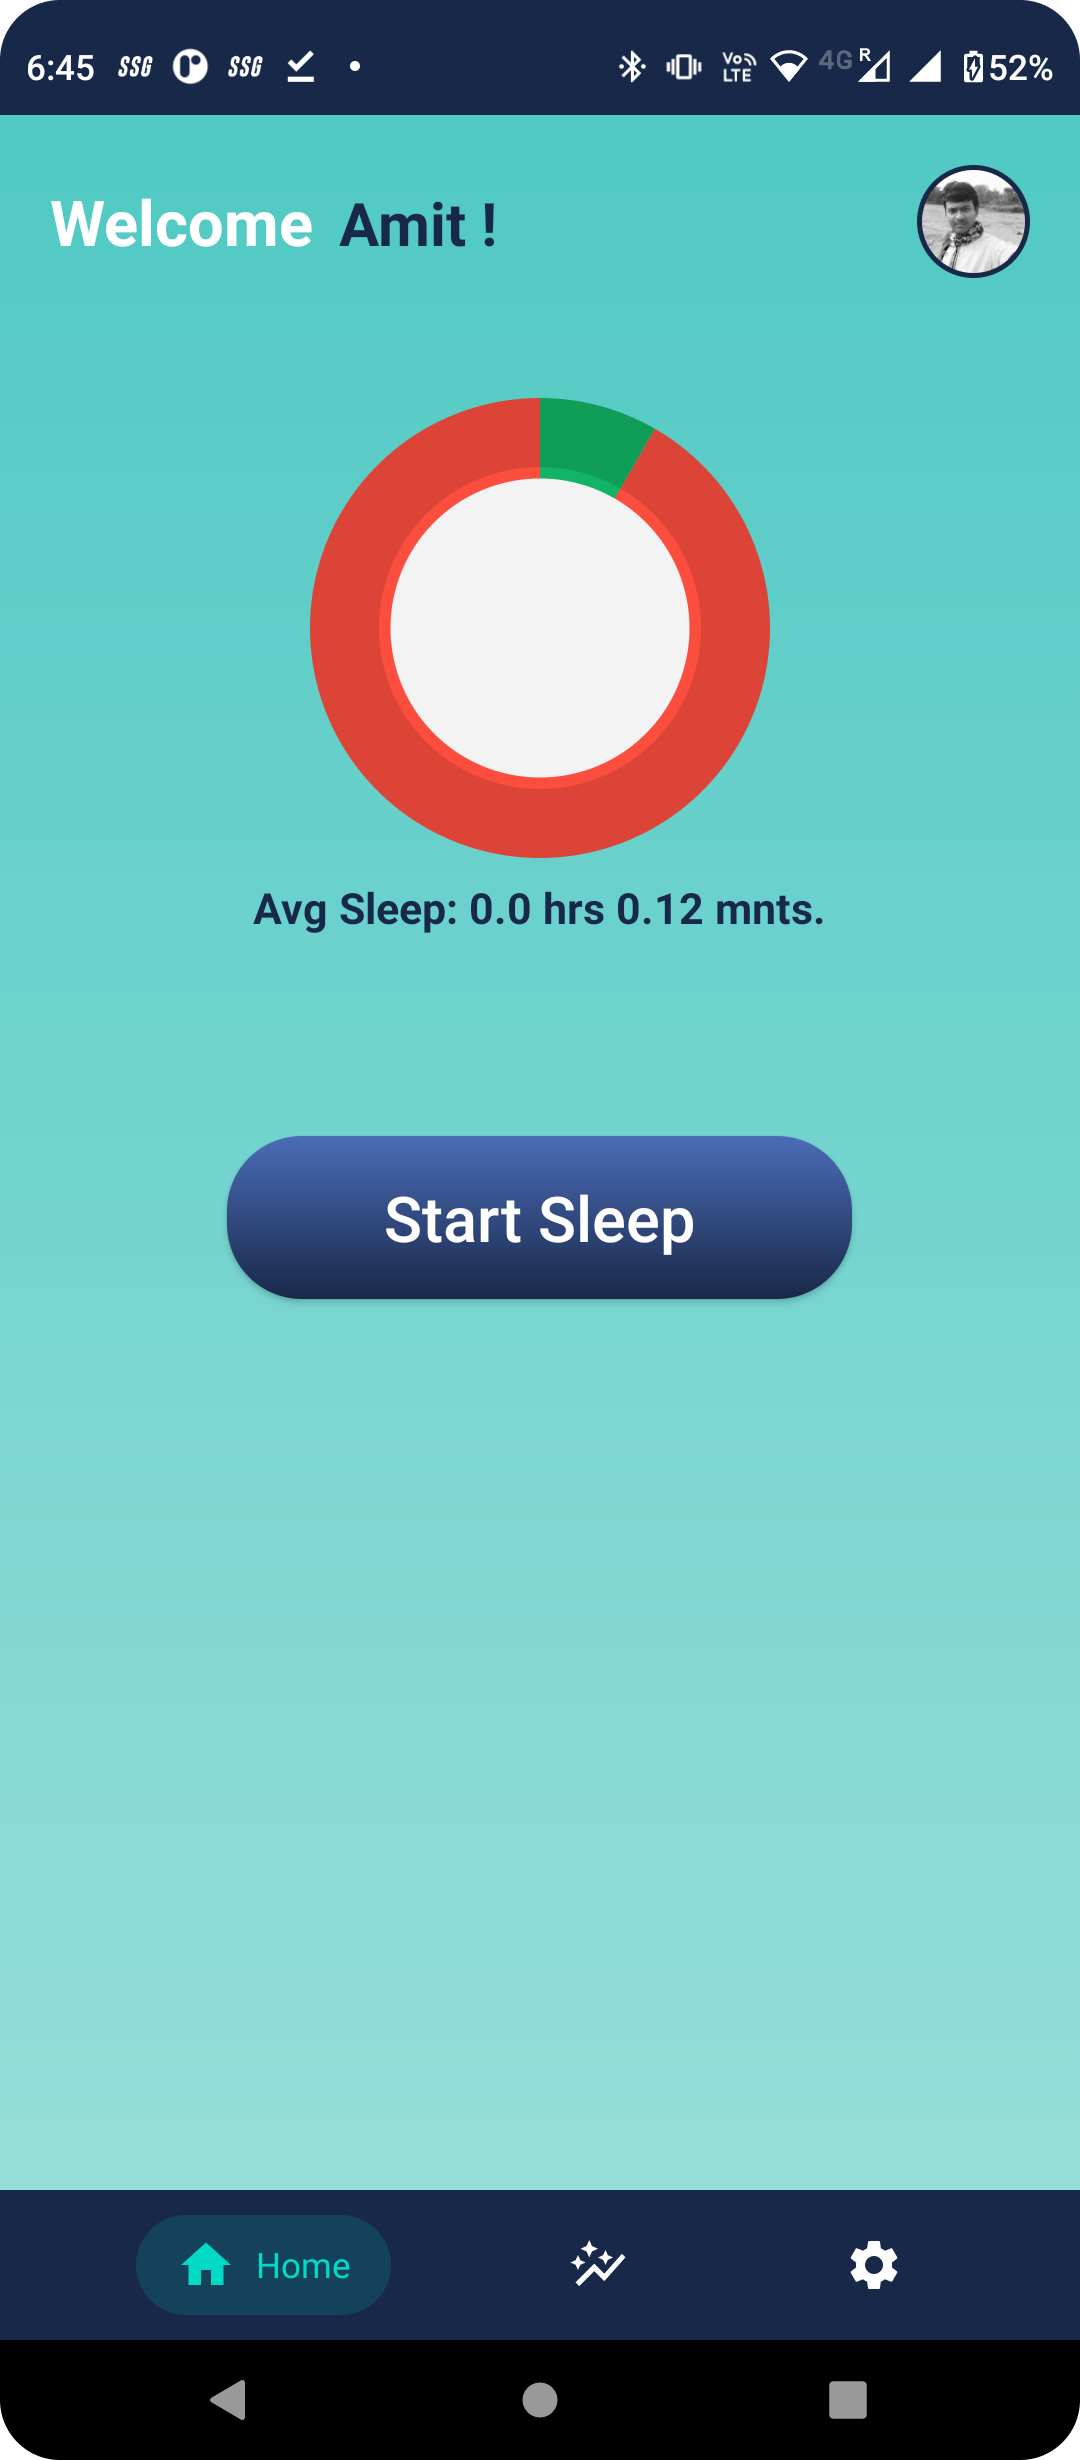 6:45 SSG SSG Vo LTE 4G R 52%
Welcome Amit !
Avg Sleep: 0.0 hrs 0.12 mnts.
Start Sleep
Home